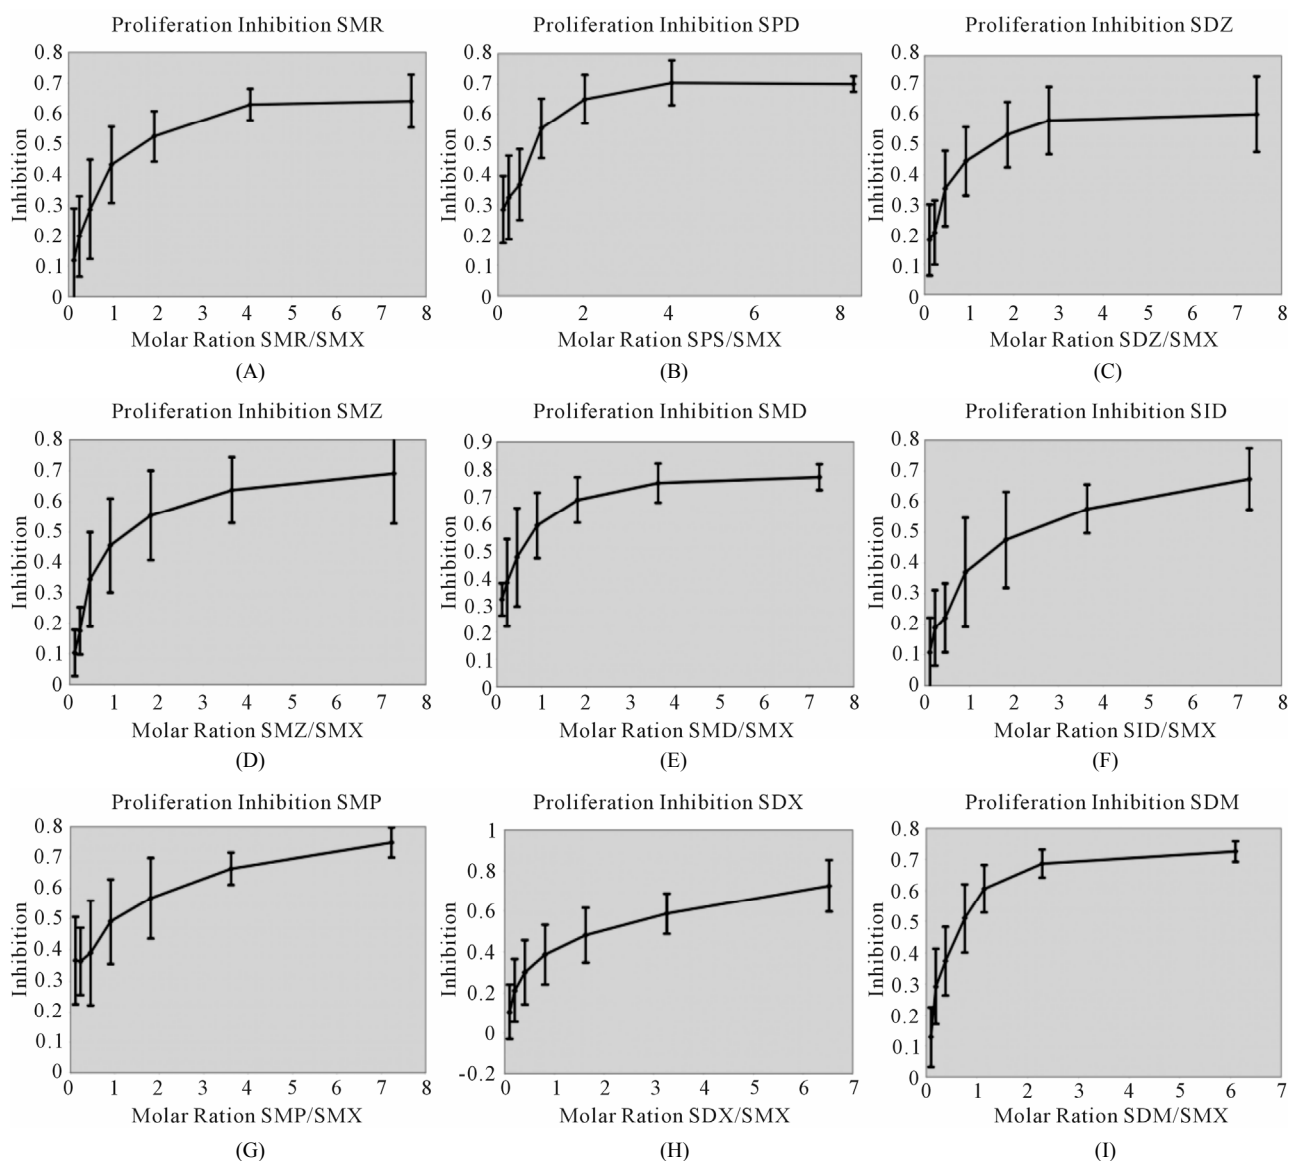 Proliferation Inhibition SMR
0.8
0.7
0.6
0.5
0.4
0.3
0.2
0.1
0
Inhibition
0 1 2 3 4 5 6 7 8
Molar Ration SMR/SMX
(A)
Proliferation Inhibition SPD
0.8
0.7
0.6
0.5
0.4
0.3
0.2
0.1
0
Inhibition
0 2 4 6 8
Molar Ration SPS/SMX
(B)
Proliferation Inhibition SDZ
0.8
0.7
0.6
0.5
0.4
0.3
0.2
0.1
0
Inhibition
0 1 2 3 4 5 6 7 8
Molar Ration SDZ/SMX
(C)
Proliferation Inhibition SMZ
0.8
0.7
0.6
0.5
0.4
0.3
0.2
0.1
0
Inhibition
0 1 2 3 4 5 6 7 8
Molar Ration SMZ/SMX
(D)
Proliferation Inhibition SMD
0.9
0.8
0.7
0.6
0.5
0.4
0.3
0.2
0.1
0
Inhibition
0 1 2 3 4 5 6 7 8
Molar Ration SMD/SMX
(E)
Proliferation Inhibition SID
0.8
0.7
0.6
0.5
0.4
0.3
0.2
0.1
0
Inhibition
0 1 2 3 4 5 6 7 8
Molar Ration SID/SMX
(F)
Proliferation Inhibition SMP
0.8
0.7
0.6
0.5
0.4
0.3
0.2
0.1
0
Inhibition
0 1 2 3 4 5 6 7 8
Molar Ration SMP/SMX
(G)
Proliferation Inhibition SDX
1
0.8
0.6
0.4
0.2
0
-0.2
Inhibition
0 1 2 3 4 5 6 7
Molar Ration SDX/SMX
(H)
Proliferation Inhibition SDM
0.8
0.7
0.6
0.5
0.4
0.3
0.2
0.1
0
Inhibition
0 1 2 3 4 5 6 7
Molar Ration SDM/SMX
(I)